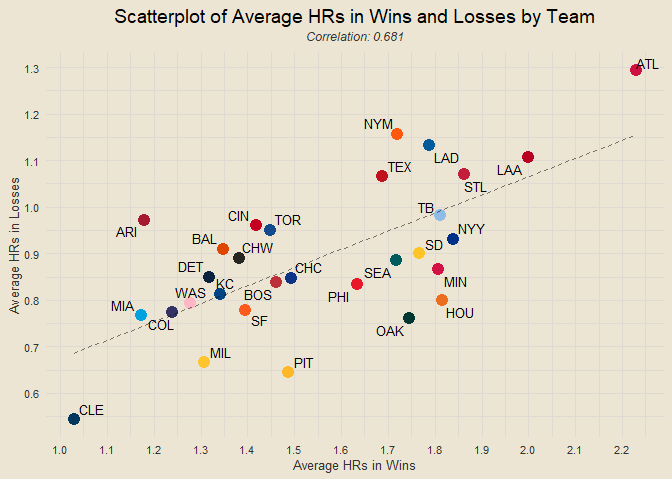 Scatterplot of Average HRs in Wins and Losses by Team
Correlation: 0.681
Average HRs in Losses
1.3
1.2
1.1
1.0
0.9
0.8
0.7
0.6
ATL
NYM
LAD
TEX
LAA
STL
TB
CIN
TOR
ARI
NYY
BAL
CHW
SD
DET
CHC
SEA
KC
MIN
WAS
BOS
PHI
MIA
HOU
COL
SF
OAK
MIL
PIT
CLE
1.0 1.1 1.2 1.3 1.4 1.5 1.6 1.7 1.8 1.9 2.0 2.1 2.2
Average HRs in Wins